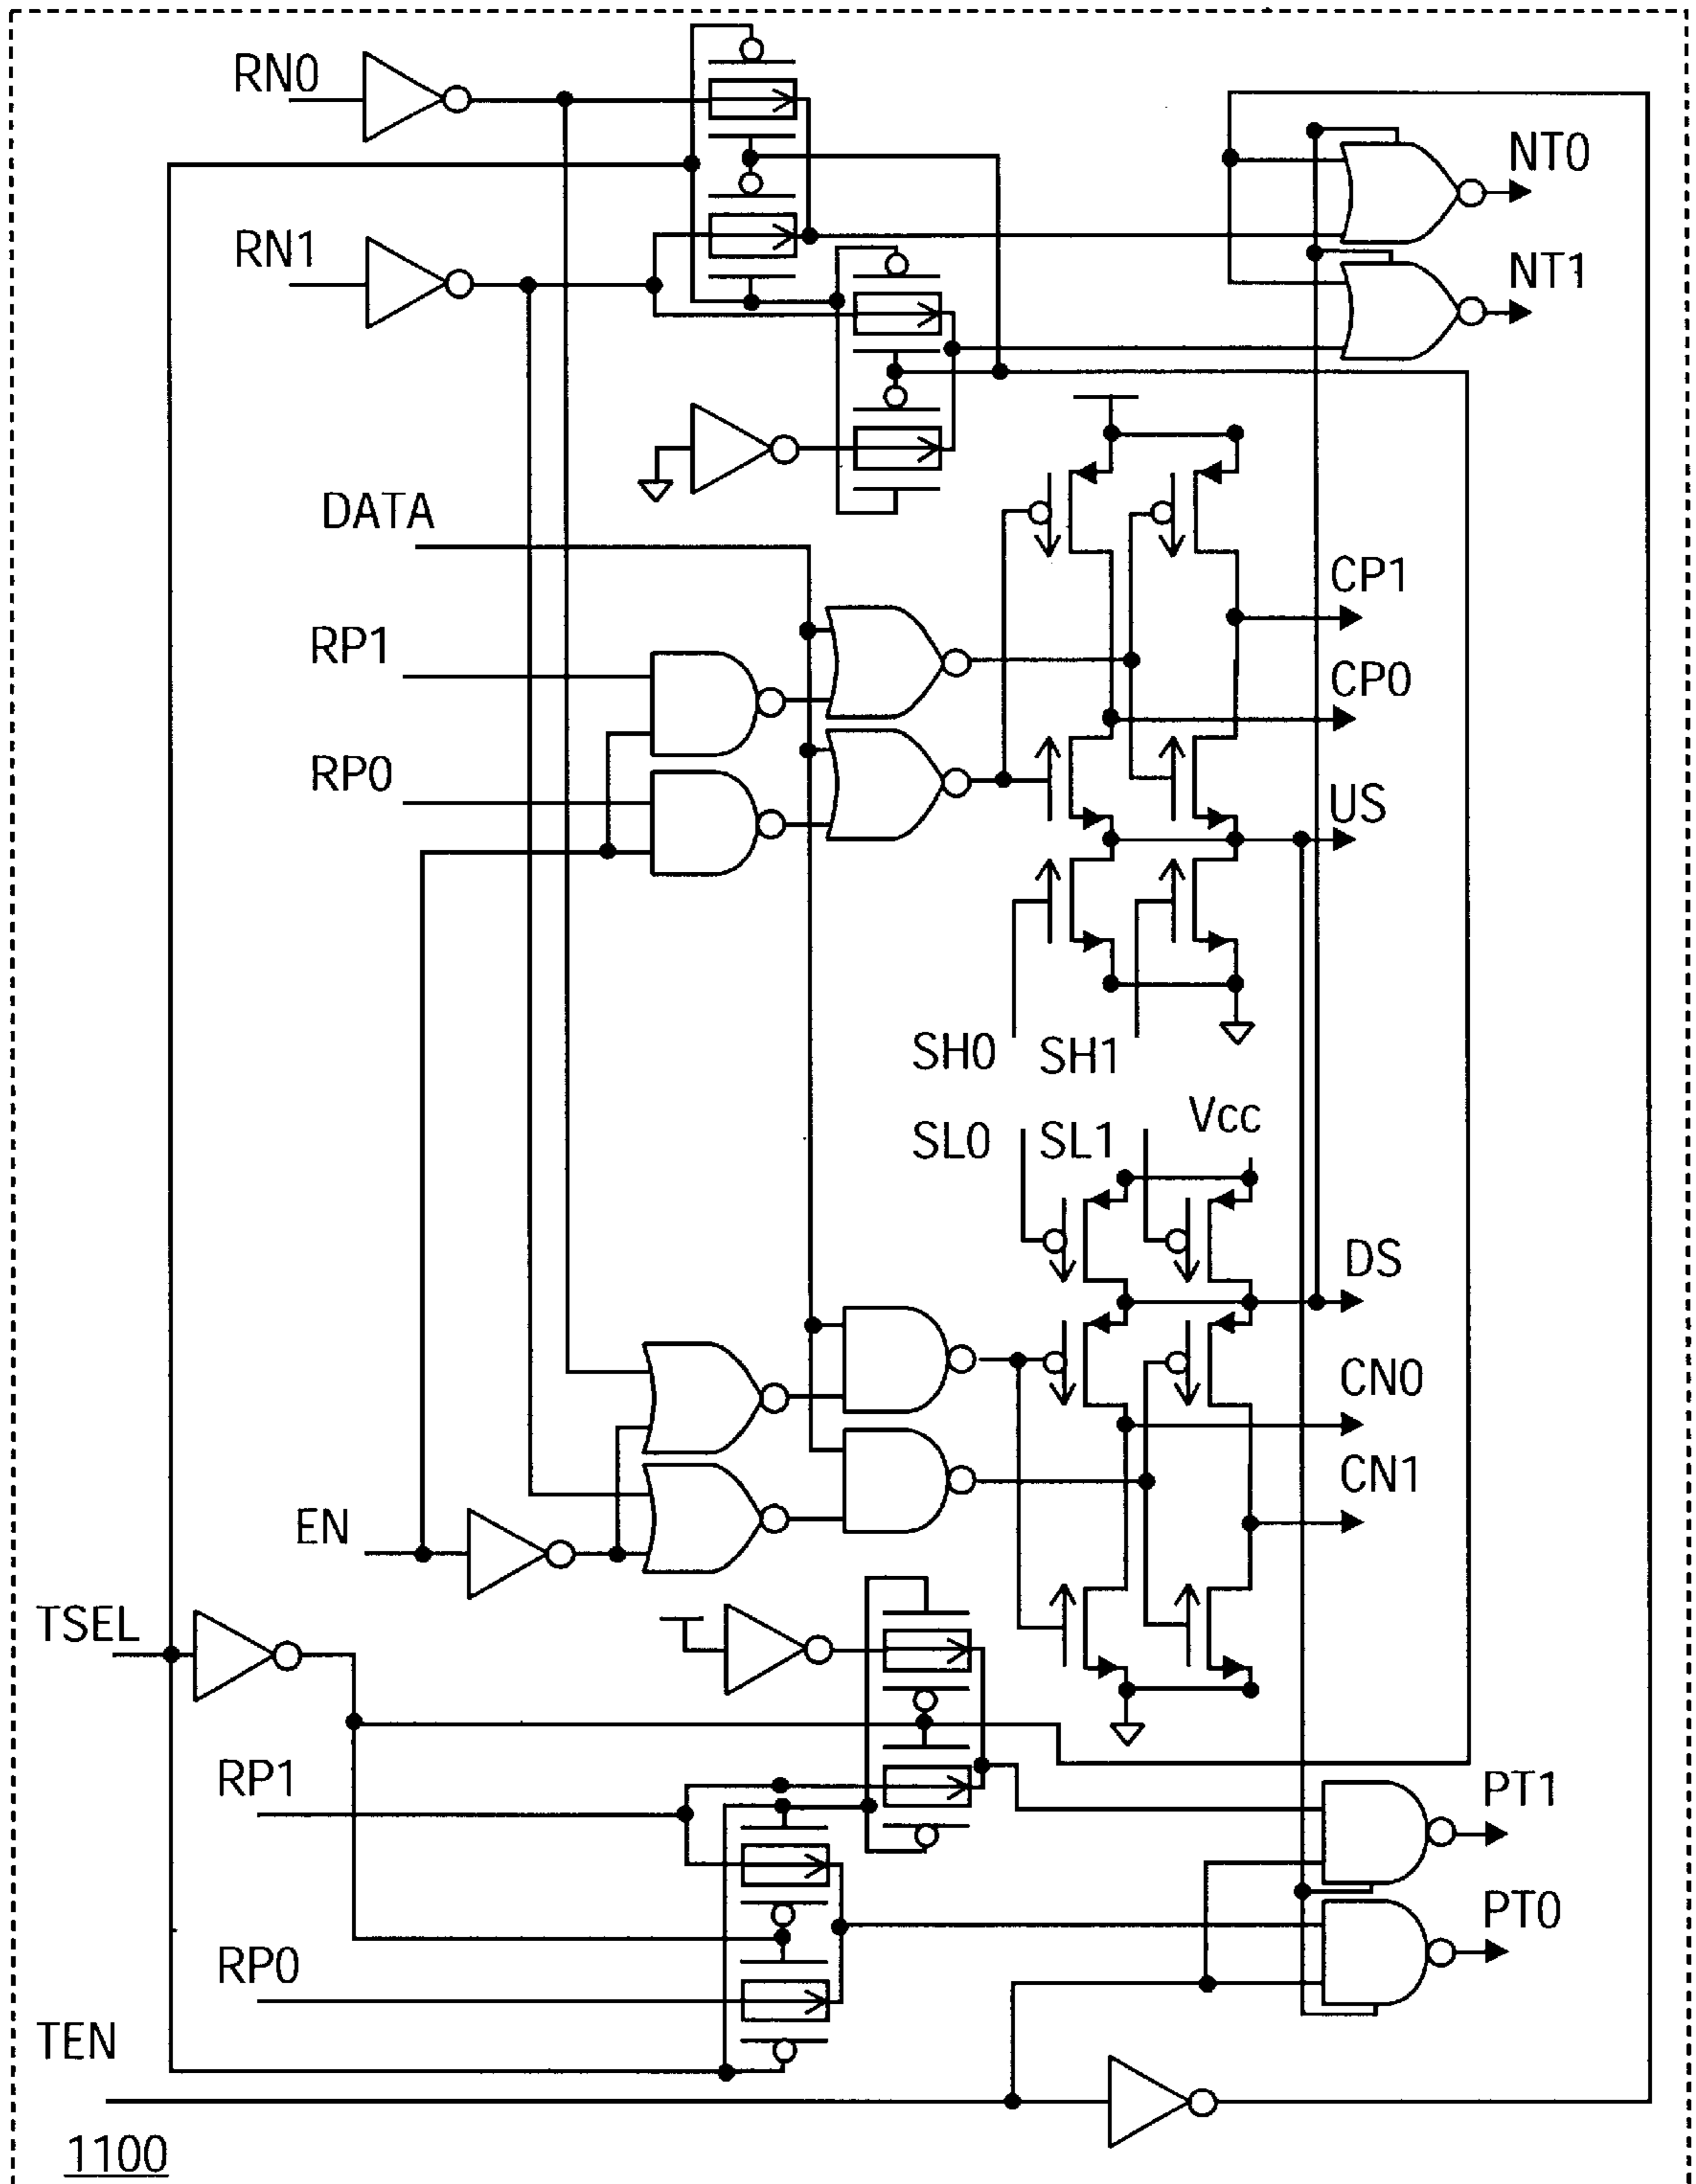 RN0
NT0
RN1
NT1
DATA
CP1
RP1
CP0
RP0
US
SH0 SH1
SL0 SL1 Vcc
DS
CN0
CN1
EN
TSEL
RP1
PT1
PT0
RP0
TEN
1100